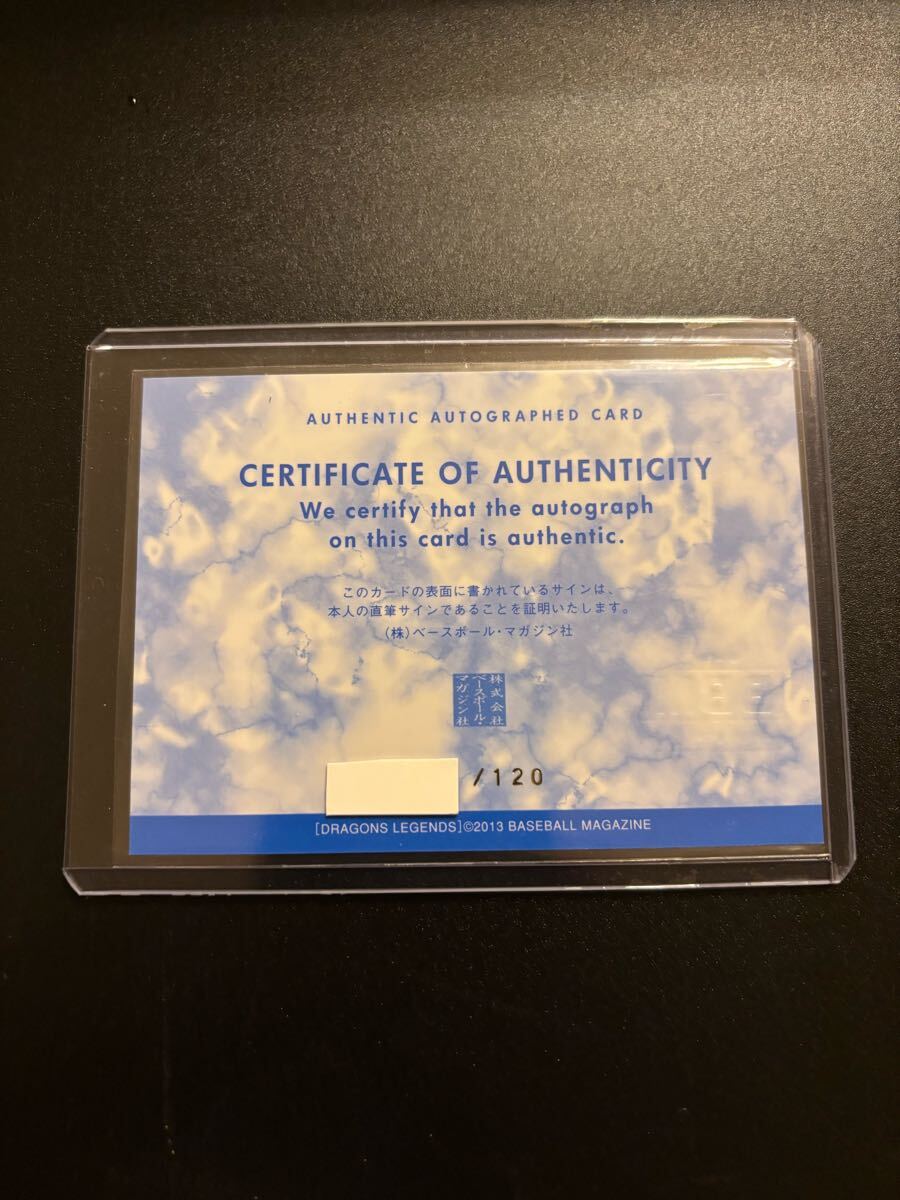 AUTHENTIC AUTOGRAPHED CARD
CERTIFICATE OF AUTHENTICITY
We certify that the autograph
on this card is authentic.
このカードの表面に書かれているサインは、
本人の直筆サインであることを証明いたします。
(株)ベースボール・マガジン社
株式会社
ベースボール・
マガジン社
/120
[DRAGONS LEGENDS]©2013 BASEBALL MAGAZINE